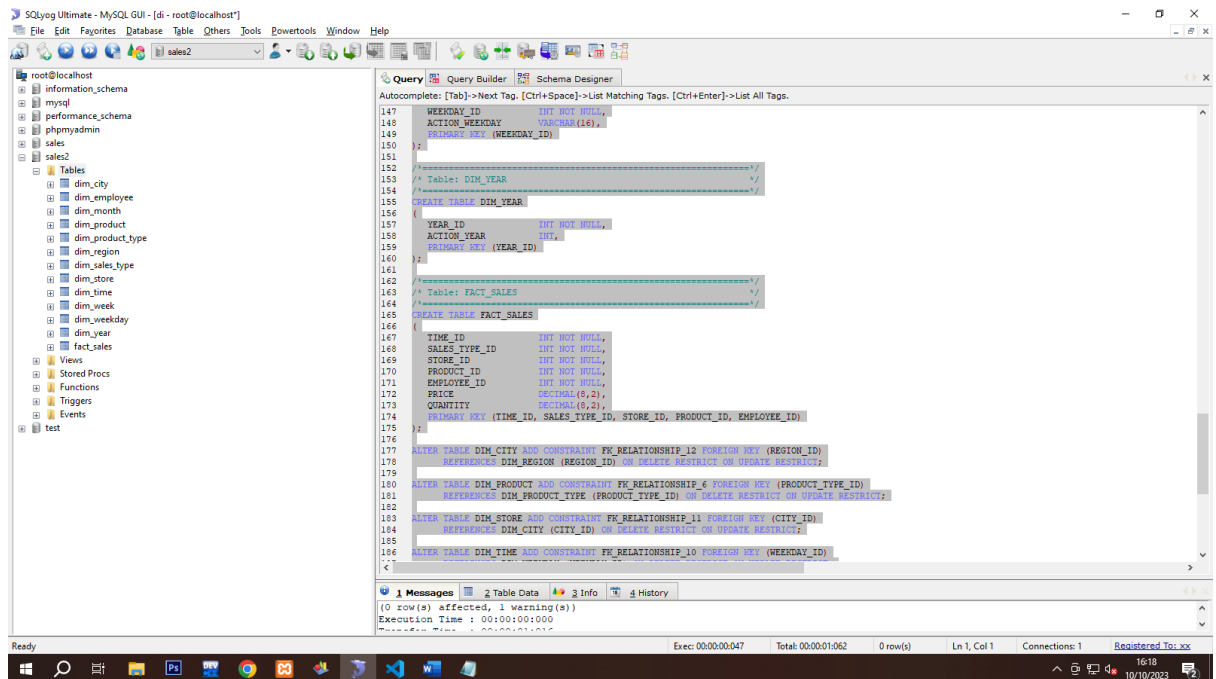 SQLyog Ultimate - MySQL GUI - [di - root@localhost*]
File Edit Favorites Database Table Others Tools Powertools Window Help
sales2
root@localhost
information_schema
mysql
performance_schema
phpmyadmin
sales
sales2
Tables
dim_city
dim_employee
dim_month
dim_product
dim_product_type
dim_region
dim_sales_type
dim_store
dim_time
dim_week
dim_weekday
dim_year
fact_sales
Views
Stored Procs
Functions
Triggers
Events
test
Query Query Builder Schema Designer
Autocomplete: [Tab]->Next Tag. [Ctrl+Space]->List Matching Tags. [Ctrl+Enter]->List All Tags.
147 WEEKDAY_ID INT NOT NULL,
148 ACTION_WEEKDAY VARCHAR(16),
149 PRIMARY KEY (WEEKDAY_ID)
150 );
151
152 /*==============================================================*/
153 /* Table: DIM_YEAR */
154 /*==============================================================*/
155 CREATE TABLE DIM_YEAR
156 (
157 YEAR_ID INT NOT NULL,
158 ACTION_YEAR INT,
159 PRIMARY KEY (YEAR_ID)
160 );
161
162 /*==============================================================*/
163 /* Table: FACT_SALES */
164 /*==============================================================*/
165 CREATE TABLE FACT_SALES
166 (
167 TIME_ID INT NOT NULL,
168 SALES_TYPE_ID INT NOT NULL,
169 STORE_ID INT NOT NULL,
170 PRODUCT_ID INT NOT NULL,
171 EMPLOYEE_ID INT NOT NULL,
172 PRICE DECIMAL(8,2),
173 QUANTITY DECIMAL(8,2),
174 PRIMARY KEY (TIME_ID, SALES_TYPE_ID, STORE_ID, PRODUCT_ID, EMPLOYEE_ID)
175 );
176
177 ALTER TABLE DIM_CITY ADD CONSTRAINT FK_RELATIONSHIP_12 FOREIGN KEY (REGION_ID)
178 REFERENCES DIM_REGION (REGION_ID) ON DELETE RESTRICT ON UPDATE RESTRICT;
179
180 ALTER TABLE DIM_PRODUCT ADD CONSTRAINT FK_RELATIONSHIP_6 FOREIGN KEY (PRODUCT_TYPE_ID)
181 REFERENCES DIM_PRODUCT_TYPE (PRODUCT_TYPE_ID) ON DELETE RESTRICT ON UPDATE RESTRICT;
182
183 ALTER TABLE DIM_STORE ADD CONSTRAINT FK_RELATIONSHIP_11 FOREIGN KEY (CITY_ID)
184 REFERENCES DIM_CITY (CITY_ID) ON DELETE RESTRICT ON UPDATE RESTRICT;
185
186 ALTER TABLE DIM_TIME ADD CONSTRAINT FK_RELATIONSHIP_10 FOREIGN KEY (WEEKDAY_ID)
1 Messages 2 Table Data 3 Info 4 History
(0 row(s) affected, 1 warning(s))
Execution Time : 00:00:00:000
Ready Exec: 00:00:00:047 Total: 00:00:01:062 0 row(s) Ln 1, Col 1 Connections: 1 Registered To: xx
Ps DEV
16:18
10/10/2023